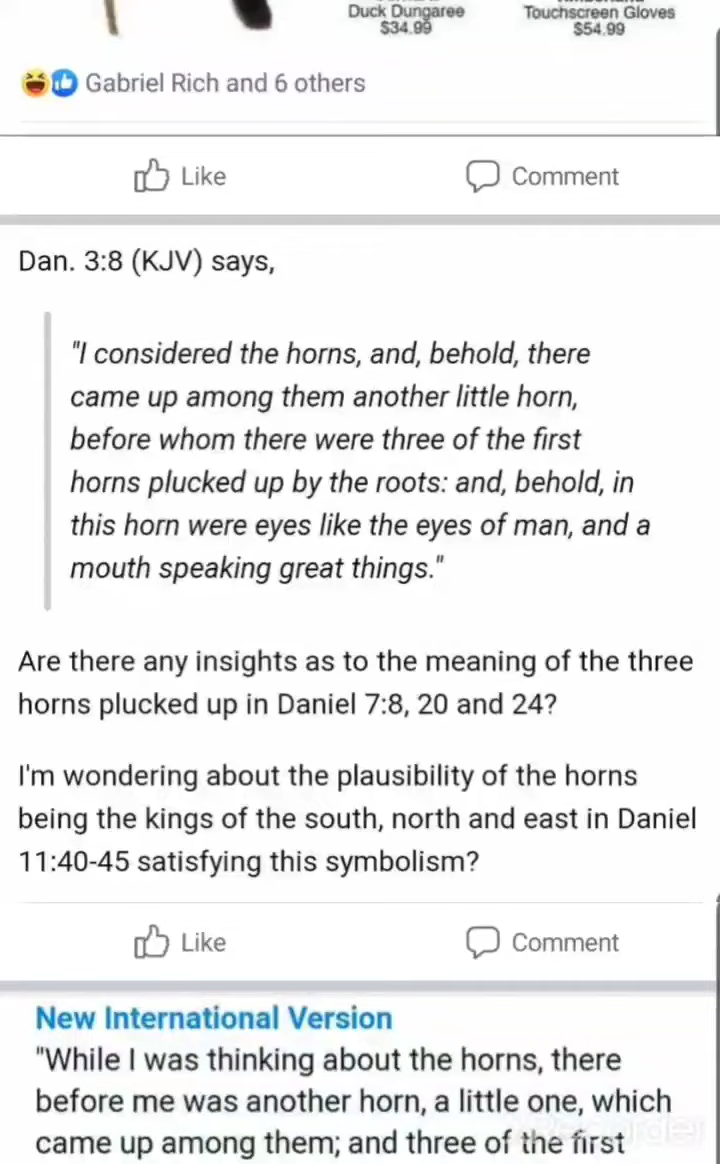 Duck Dungaree
$34.99
Touchscreen Gloves
$54.99
Gabriel Rich and 6 others
Like
Comment
Dan. 3:8 (KJV) says,
"I considered the horns, and, behold, there
came up among them another little horn,
before whom there were three of the first
horns plucked up by the roots: and, behold, in
this horn were eyes like the eyes of man, and a
mouth speaking great things."
Are there any insights as to the meaning of the three
horns plucked up in Daniel 7:8, 20 and 24?
I'm wondering about the plausibility of the horns
being the kings of the south, north and east in Daniel
11:40-45 satisfying this symbolism?
Like
Comment
New International Version
"While I was thinking about the horns, there
before me was another horn, a little one, which
came up among them; and three of the first